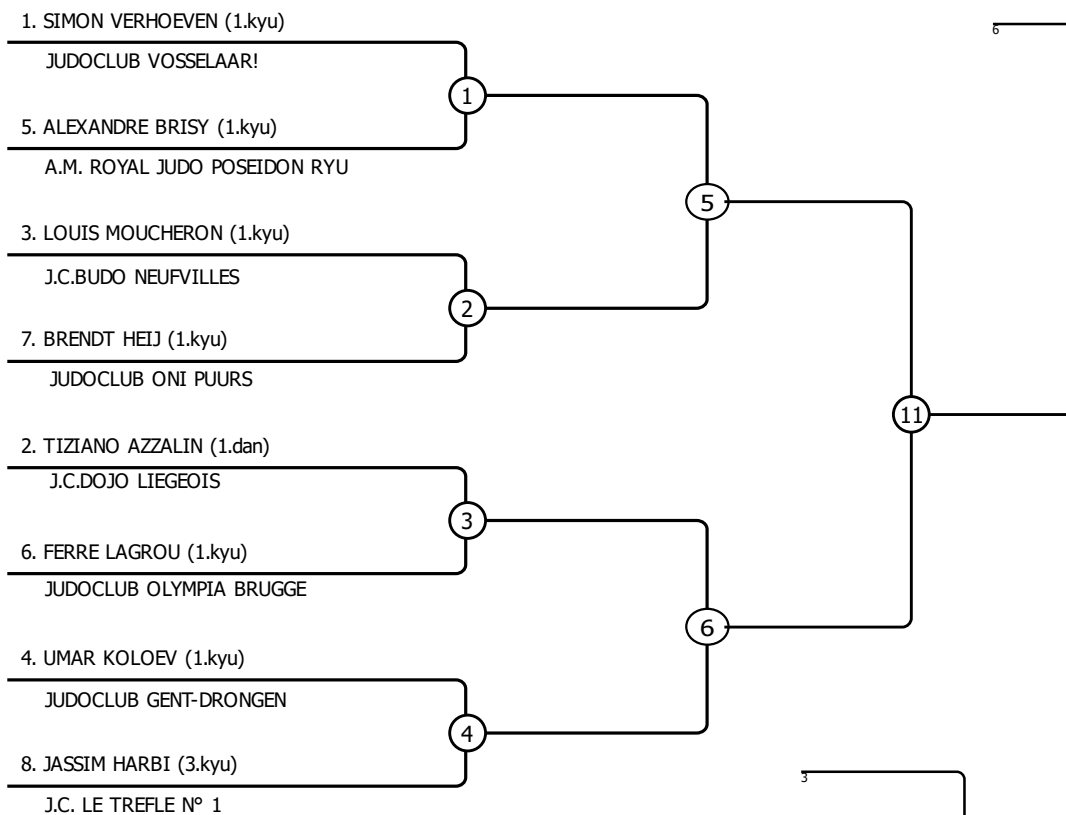 1. SIMON VERHOEVEN (1.kyu)
6
JUDOCLUB VOSSELAAR!
1
5. ALEXANDRE BRISY (1.kyu)
A.M. ROYAL JUDO POSEIDON RYU
5
3. LOUIS MOUCHERON (1.kyu)
J.C.BUDO NEUFVILLES
2
7. BRENDT HEIJ (1.kyu)
JUDOCLUB ONI PUURS
11
2. TIZIANO AZZALIN (1.dan)
J.C.DOJO LIEGEOIS
3
6. FERRE LAGROU (1.kyu)
JUDOCLUB OLYMPIA BRUGGE
6
4. UMAR KOLOEV (1.kyu)
JUDOCLUB GENT-DRONGEN
4
8. JASSIM HARBI (3.kyu)
3
J.C. LE TREFLE N° 1